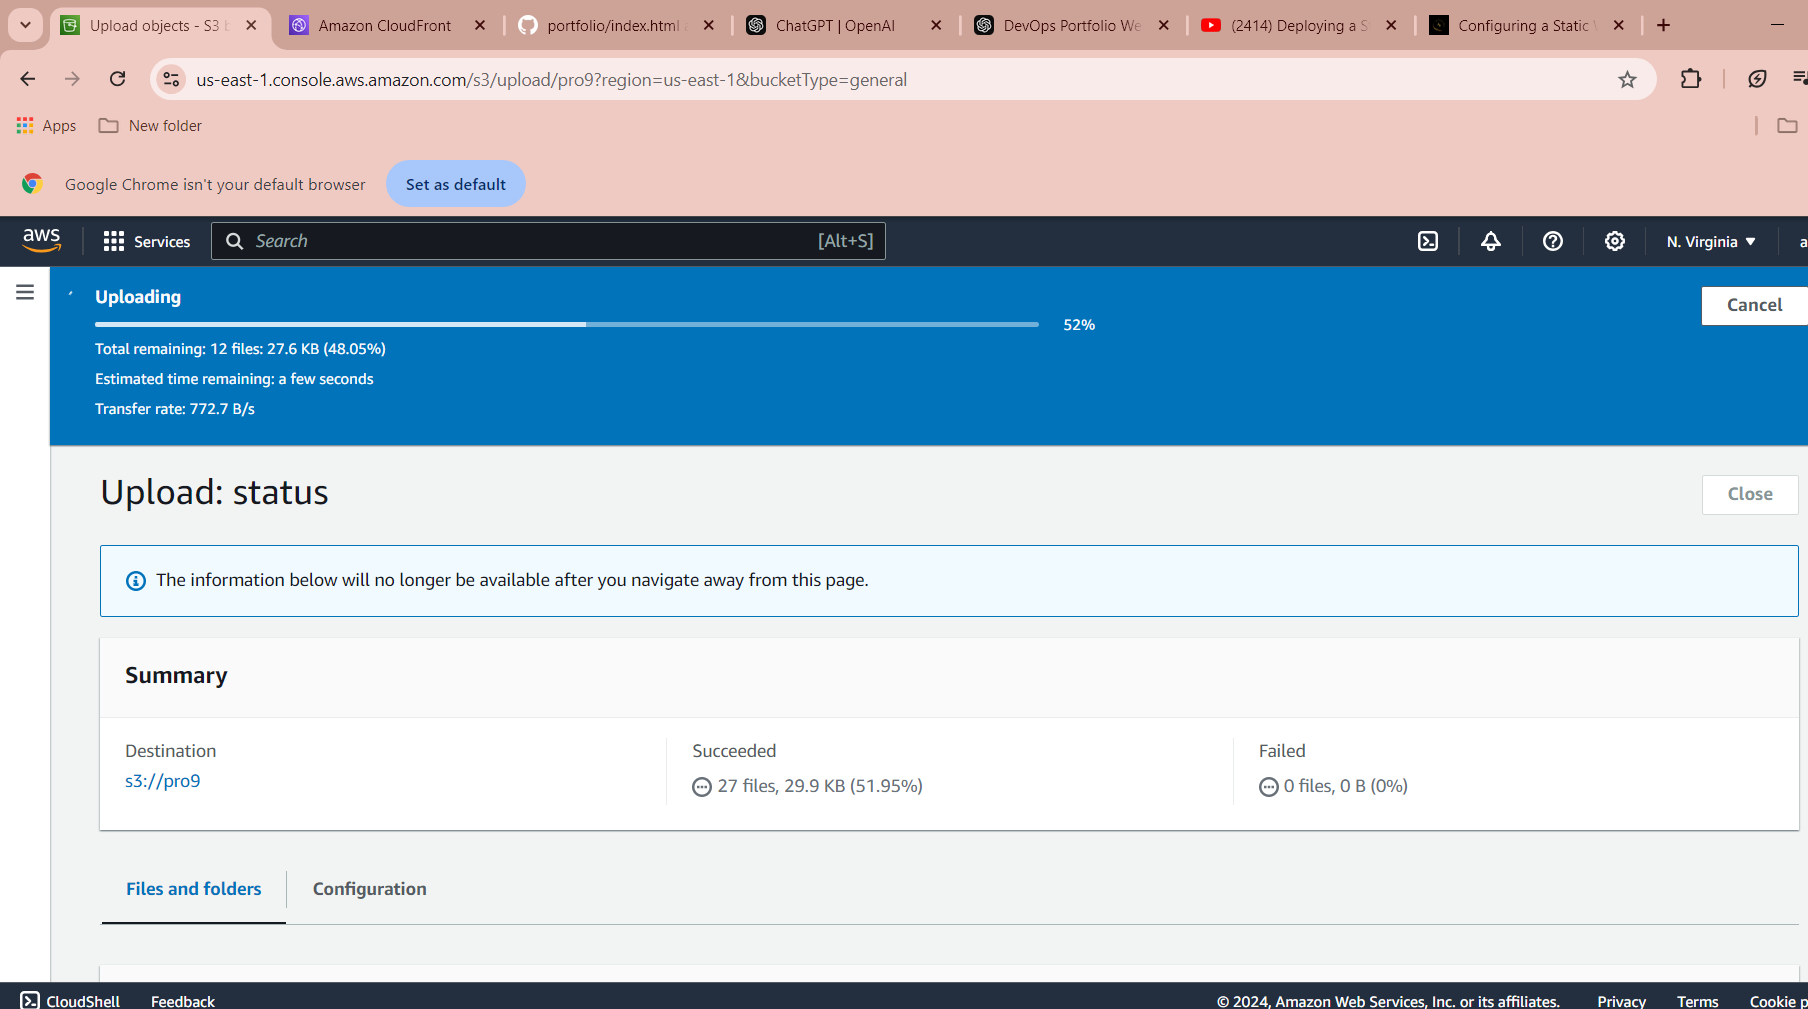 Upload objects - S3 b
Amazon CloudFront
portfolio/index.html a
ChatGPT | OpenAI
DevOps Portfolio We
(2414) Deploying a S
Configuring a Static
us-east-1.console.aws.amazon.com/s3/upload/pro9?region=us-east-1&bucketType=general
Apps
New folder
Google Chrome isn't your default browser
Set as default
aws
Services
Search
[Alt+S]
N. Virginia
a
Uploading
Cancel
52%
Total remaining: 12 files: 27.6 KB (48.05%)
Estimated time remaining: a few seconds
Transfer rate: 772.7 B/s
Upload: status
Close
The information below will no longer be available after you navigate away from this page.
Summary
Destination
s3://pro9
Succeeded
27 files, 29.9 KB (51.95%)
Failed
0 files, 0 B (0%)
Files and folders
Configuration
CloudShell
Feedback
© 2024, Amazon Web Services, Inc. or its affiliates.
Privacy
Terms
Cookie p